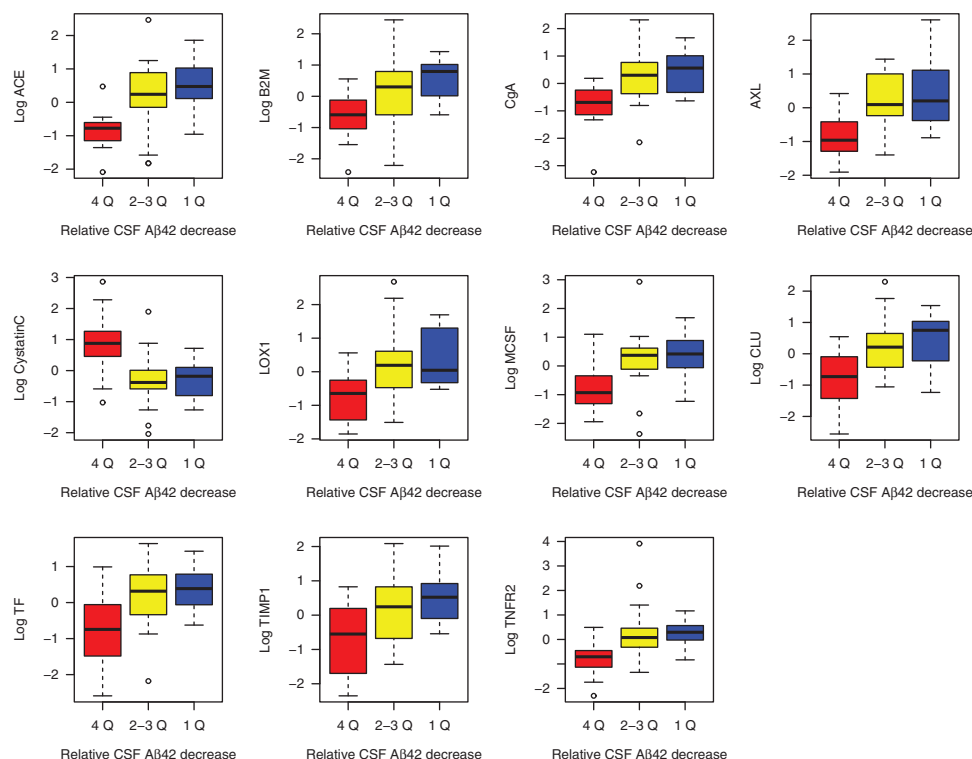 Log ACE
2
1
0
−1
−2
4 Q 2−3 Q 1 Q
Relative CSF Aβ42 decrease
Log B2M
2
1
0
−1
−2
4 Q 2−3 Q 1 Q
Relative CSF Aβ42 decrease
CgA
2
1
0
−1
−2
−3
4 Q 2−3 Q 1 Q
Relative CSF Aβ42 decrease
AXL
2
1
0
−1
−2
4 Q 2−3 Q 1 Q
Relative CSF Aβ42 decrease
Log CystatinC
3
2
1
0
−1
−2
4 Q 2−3 Q 1 Q
Relative CSF Aβ42 decrease
LOX1
2
1
0
−1
−2
4 Q 2−3 Q 1 Q
Relative CSF Aβ42 decrease
Log MCSF
3
2
1
0
−1
−2
4 Q 2−3 Q 1 Q
Relative CSF Aβ42 decrease
Log CLU
2
1
0
−1
−2
4 Q 2−3 Q 1 Q
Relative CSF Aβ42 decrease
Log TF
1
0
−1
−2
4 Q 2−3 Q 1 Q
Relative CSF Aβ42 decrease
Log TIMP1
2
1
0
−1
−2
4 Q 2−3 Q 1 Q
Relative CSF Aβ42 decrease
Log TNFR2
4
3
2
1
0
−2
4 Q 2−3 Q 1 Q
Relative CSF Aβ42 decrease